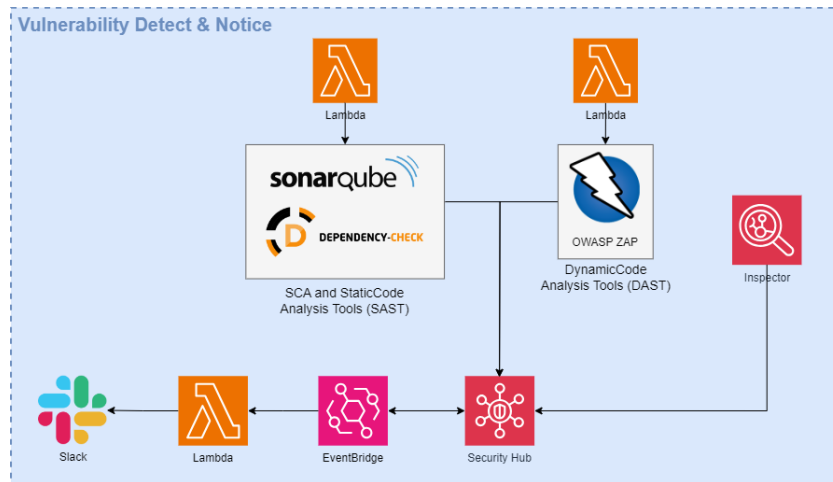 Vulnerability Detect & Notice
Lambda
Lambda
sonarqube
D
DEPENDENCY-CHECK
OWASP ZAP
SCA and StaticCode
Analysis Tools (SAST)
DynamicCode
Analysis Tools (DAST)
Inspector
Slack
Lambda
EventBridge
Security Hub